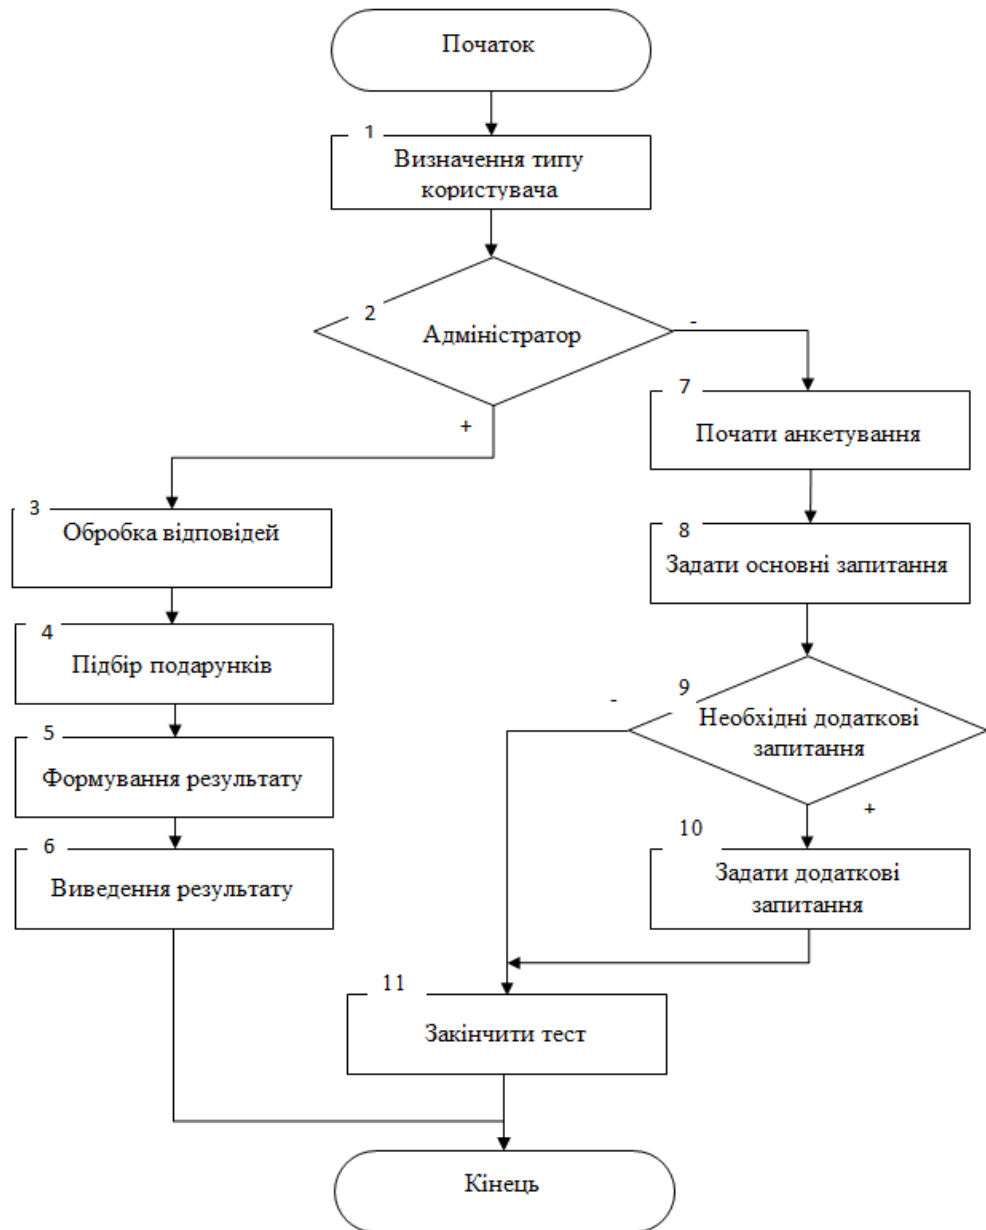 Початок
1
Визначення типу
користувача
2
Адміністратор
-
+
7
Почати анкетування
3
Обробка відповідей
8
Задати основні запитання
4
Підбір подарунків
9
-
Необхідні додаткові
запитання
5
Формування результату
+
10
6
Виведення результату
Задати додаткові
запитання
11
Закінчити тест
Кінець